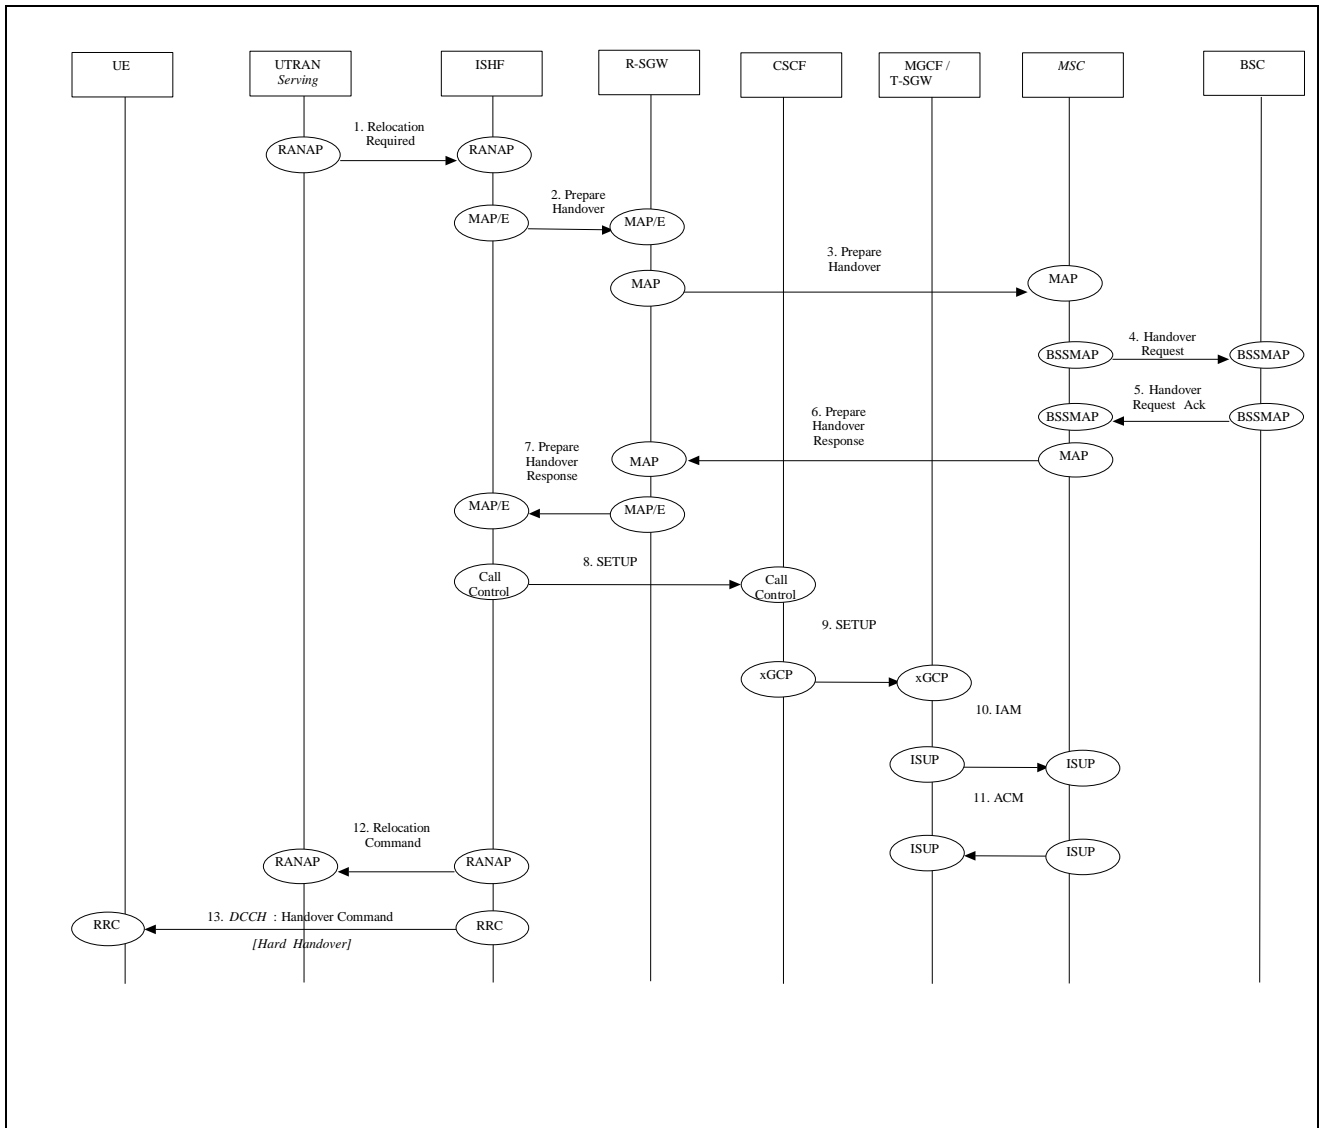 UE
UTRAN
Serving
ISHF
R-SGW
CSCF
MGCF /
T-SGW
MSC
BSC
1. Relocation
Required
RANAP
RANAP
2. Prepare
Handover
MAP/E
MAP/E
3. Prepare
Handover
MAP
MAP
4. Handover
Request
BSSMAP
BSSMAP
5. Handover
Request Ack
BSSMAP
BSSMAP
6. Prepare
Handover
Response
MAP
MAP
7. Prepare
Handover
Response
MAP/E
MAP/E
8. SETUP
Call
Control
Call
Control
9. SETUP
xGCP
xGCP
10. IAM
ISUP
ISUP
11. ACM
ISUP
ISUP
12. Relocation
Command
RANAP
RANAP
13. DCCH : Handover Command
RRC
RRC
[Hard Handover]